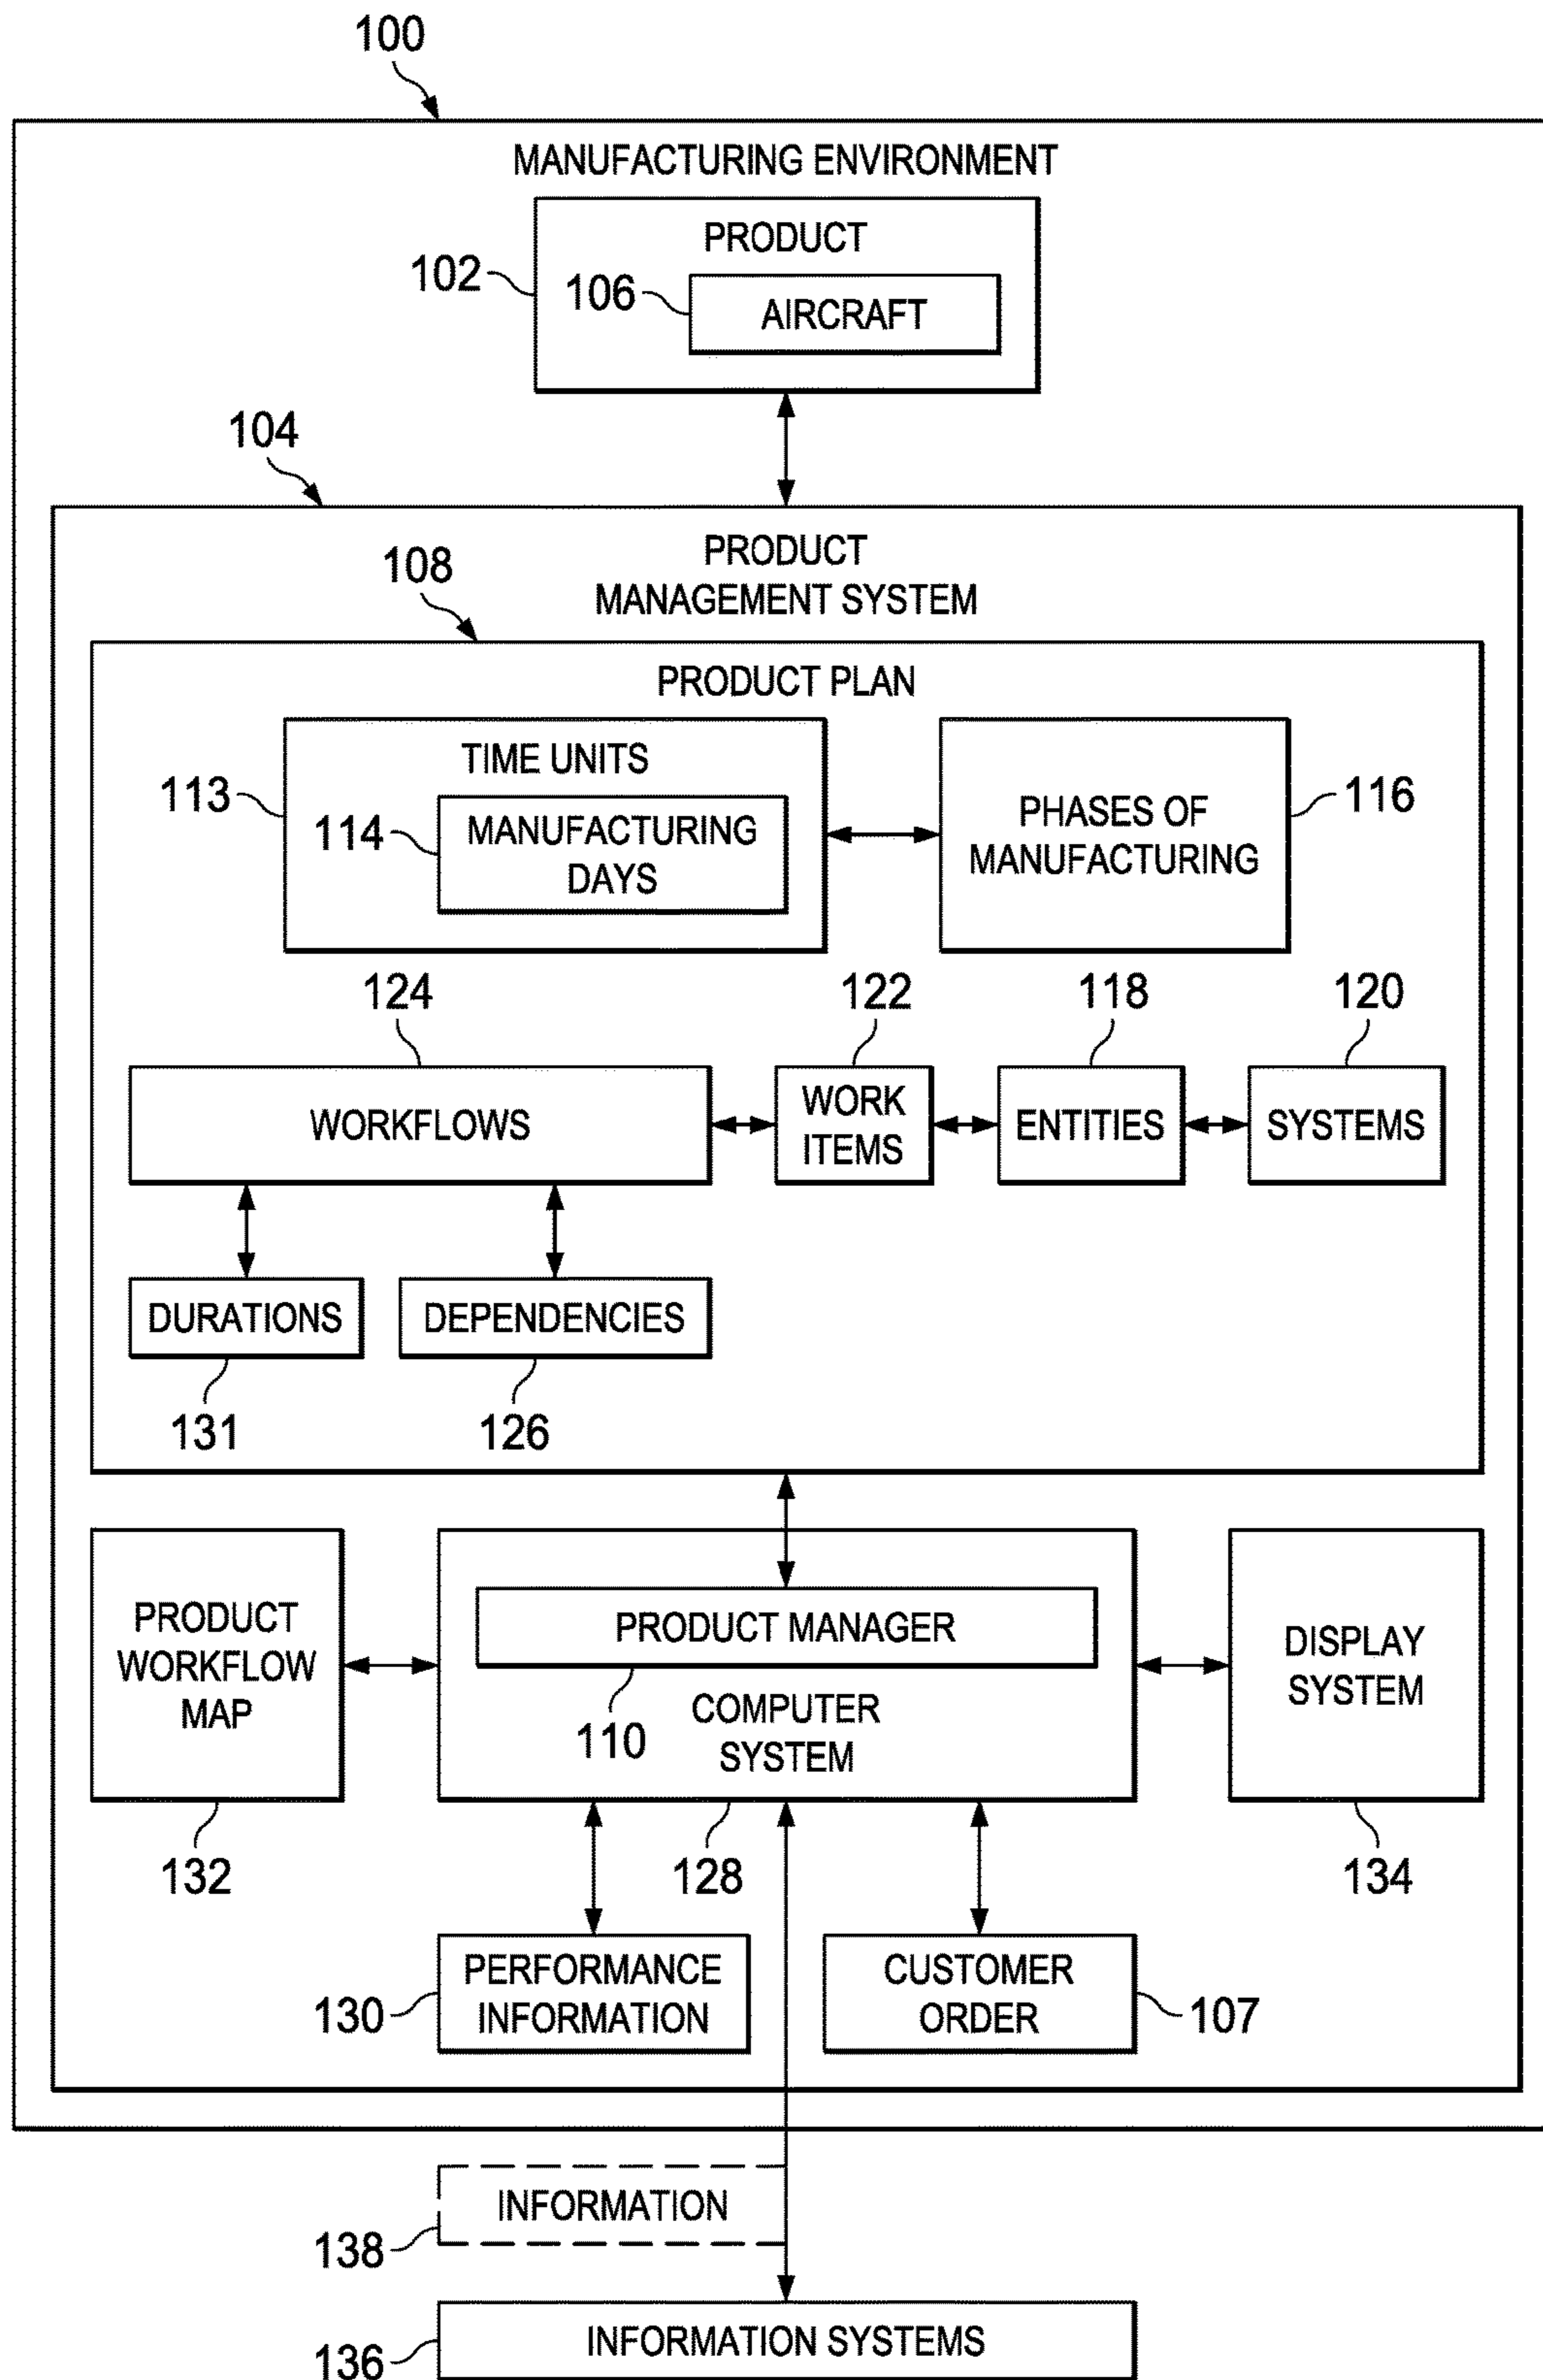 100
MANUFACTURING ENVIRONMENT
PRODUCT
102
106
AIRCRAFT
104
PRODUCT
MANAGEMENT SYSTEM
108
PRODUCT PLAN
TIME UNITS
113
114
MANUFACTURING
DAYS
PHASES OF
MANUFACTURING
116
124
122
118
120
WORKFLOWS
WORK
ITEMS
ENTITIES
SYSTEMS
DURATIONS
DEPENDENCIES
131
126
PRODUCT
WORKFLOW
MAP
PRODUCT MANAGER
110
COMPUTER
SYSTEM
DISPLAY
SYSTEM
132
128
134
130
PERFORMANCE
INFORMATION
CUSTOMER
ORDER
107
INFORMATION
138
INFORMATION SYSTEMS
136